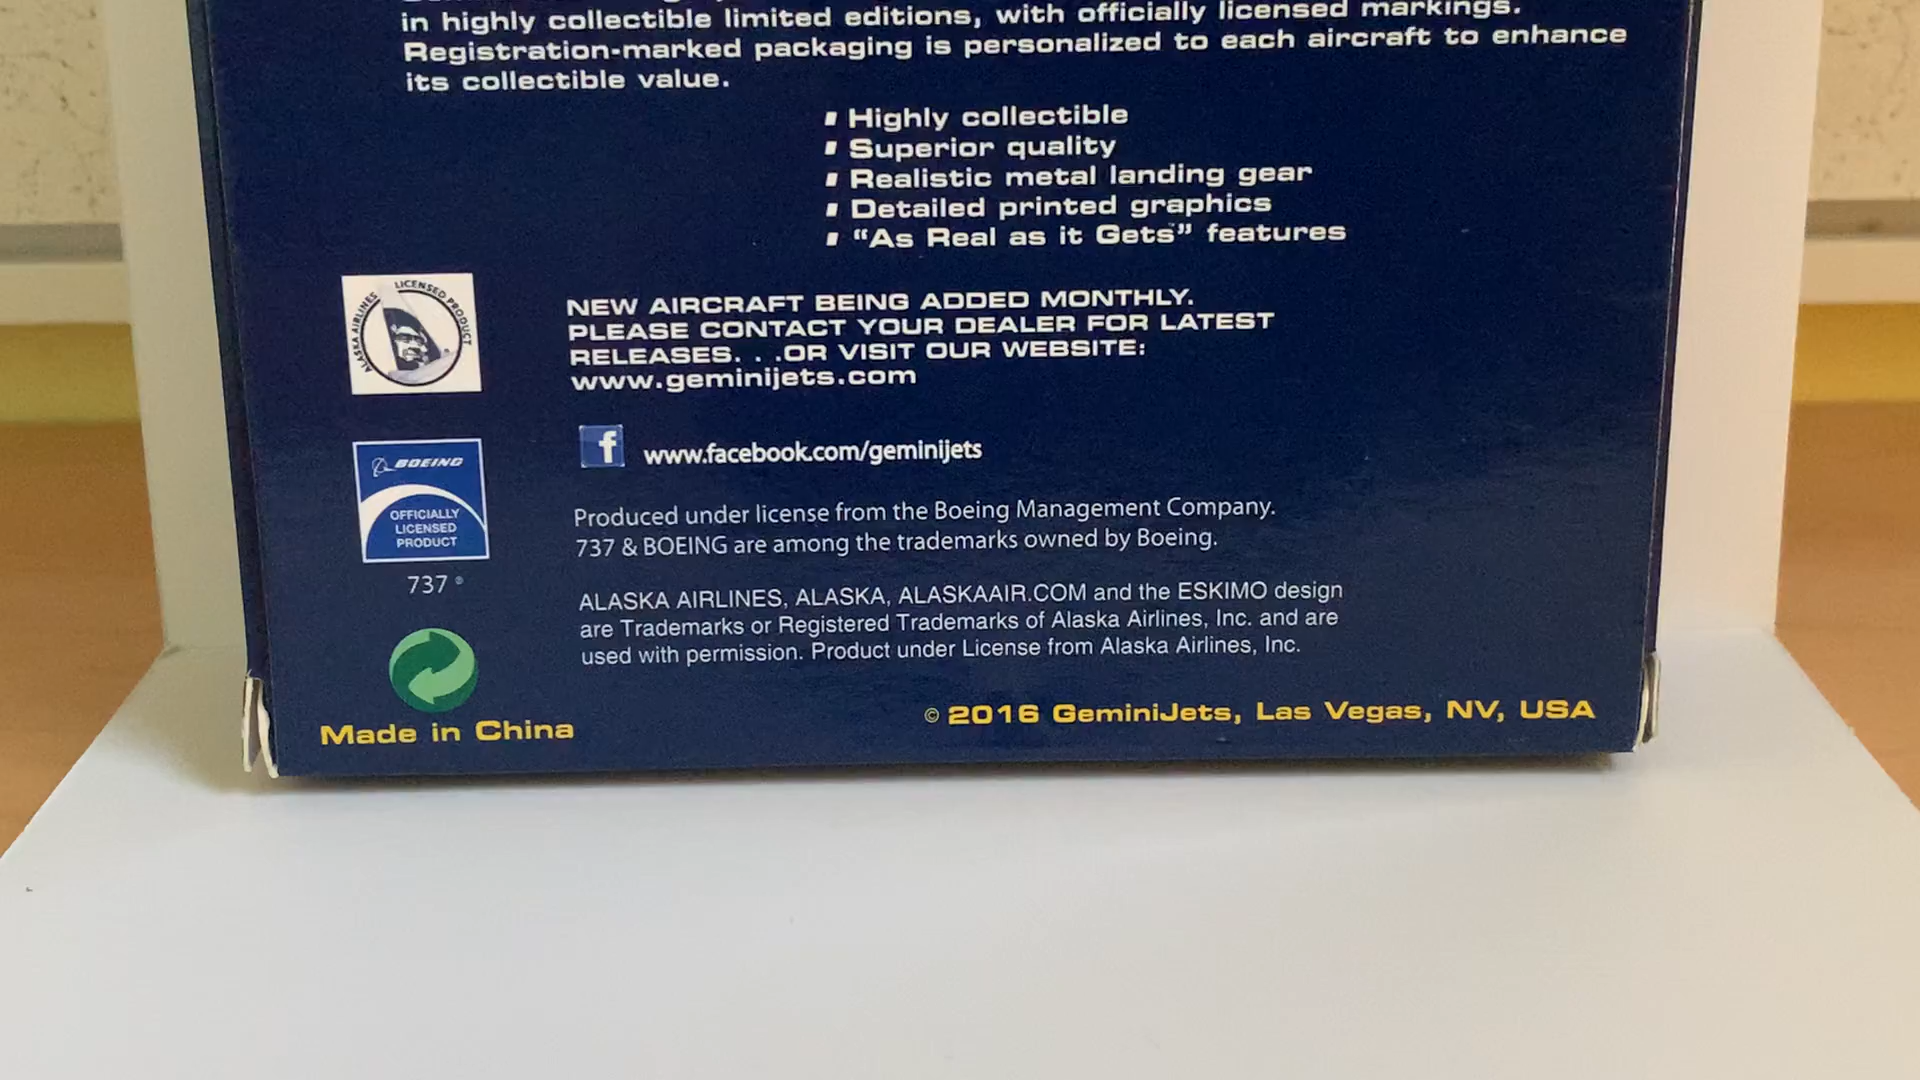 in highly collectible limited editions, with officially licensed markings.
Registration-marked packaging is personalized to each aircraft to enhance
its collectible value.
Highly collectible
Superior quality
Realistic metal landing gear
Detailed printed graphics
"As Real as it Gets" features
ALASKA AIRLINES LICENSED PRODUCT
NEW AIRCRAFT BEING ADDED MONTHLY.
PLEASE CONTACT YOUR DEALER FOR LATEST
RELEASES. . .OR VISIT OUR WEBSITE:
www.geminijets.com
f www.facebook.com/geminijets
BOEING
OFFICIALLY
LICENSED
PRODUCT
737®
Produced under license from the Boeing Management Company.
737 & BOEING are among the trademarks owned by Boeing.
ALASKA AIRLINES, ALASKA, ALASKAAIR.COM and the ESKIMO design
are Trademarks or Registered Trademarks of Alaska Airlines, Inc. and are
used with permission. Product under License from Alaska Airlines, Inc.
Made in China
© 2016 GeminiJets, Las Vegas, NV, USA